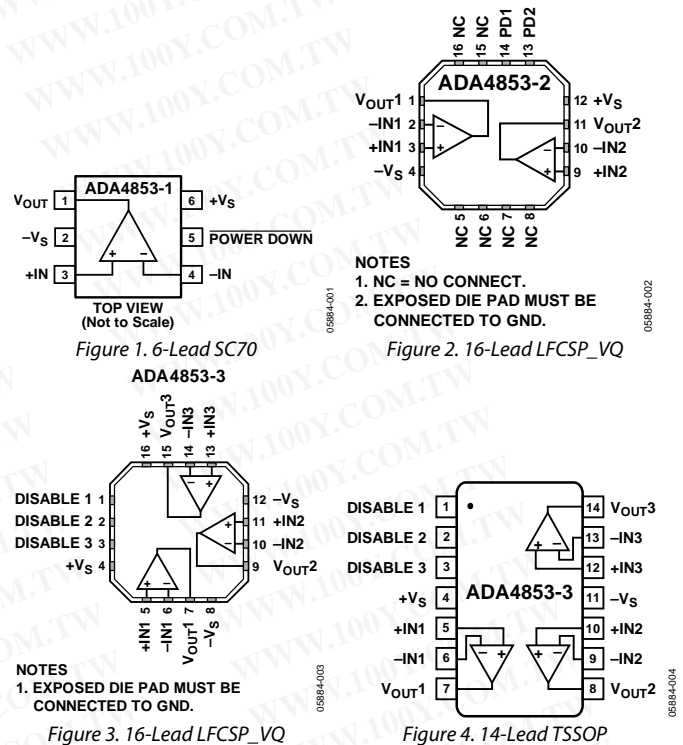 ADA4853-1
VOUT 1
–VS 2
+IN 3
6 +VS
5 POWER DOWN
4 –IN
+ –
TOP VIEW
(Not to Scale)
05884-001
Figure 1. 6-Lead SC70
16 NC
15 NC
14 PD1
13 PD2
ADA4853-2
VOUT1 1
–IN1 2
+IN1 3
–VS 4
12 +VS
11 VOUT2
10 –IN2
9 +IN2
–
+
–
+
NC 5
NC 6
NC 7
NC 8
NOTES
1. NC = NO CONNECT.
2. EXPOSED DIE PAD MUST BE
CONNECTED TO GND.
05884-002
Figure 2. 16-Lead LFCSP_VQ
ADA4853-3
16 +VS
15 VOUT3
14 –IN3
13 +IN3
DISABLE 1 1
DISABLE 2 2
DISABLE 3 3
+VS 4
12 –VS
11 +IN2
10 –IN2
9 VOUT2
– +
+
–
+ –
+IN1 5
–IN1 6
VOUT1 7
–VS 8
NOTES
1. EXPOSED DIE PAD MUST BE
CONNECTED TO GND.
05884-003
Figure 3. 16-Lead LFCSP_VQ
DISABLE 1 1
DISABLE 2 2
DISABLE 3 3
+VS 4
+IN1 5
–IN1 6
VOUT1 7
ADA4853-3
14 VOUT3
13 –IN3
12 +IN3
11 –VS
10 +IN2
9 –IN2
8 VOUT2
+ –
– +
+ –
05884-004
Figure 4. 14-Lead TSSOP
WWW.100Y.COM.TW